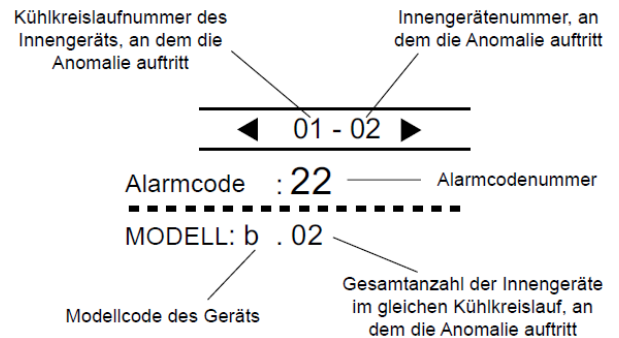 Kühlkreislaufnummer des
Innengeräts, an dem die
Anomalie auftritt
Innengerätenummer, an
dem die Anomalie auftritt
◀ 01 - 02 ▶
Alarmcode : 22
Alarmcodenummer
MODELL: b . 02
Modellcode des Geräts
Gesamtanzahl der Innengeräte
im gleichen Kühlkreislauf, an
dem die Anomalie auftritt